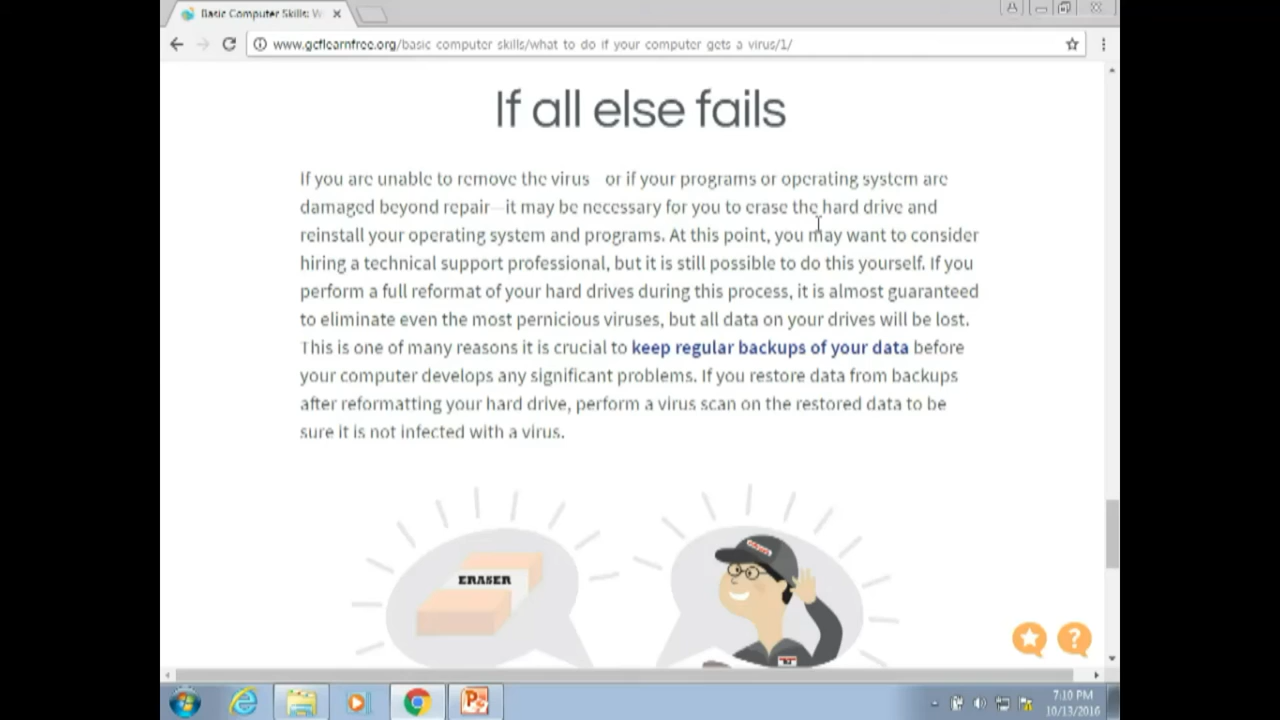 Basic Computer Skills: W
www.gcflearnfree.org/basic computer skills/what to do if your computer gets a virus/1/
If all else fails
If you are unable to remove the virus or if your programs or operating system are
damaged beyond repair—it may be necessary for you to erase the hard drive and
reinstall your operating system and programs. At this point, you may want to consider
hiring a technical support professional, but it is still possible to do this yourself. If you
perform a full reformat of your hard drives during this process, it is almost guaranteed
to eliminate even the most pernicious viruses, but all data on your drives will be lost.
This is one of many reasons it is crucial to keep regular backups of your data before
your computer develops any significant problems. If you restore data from backups
after reformatting your hard drive, perform a virus scan on the restored data to be
sure it is not infected with a virus.
ERASER
7:10 PM
10/13/2016